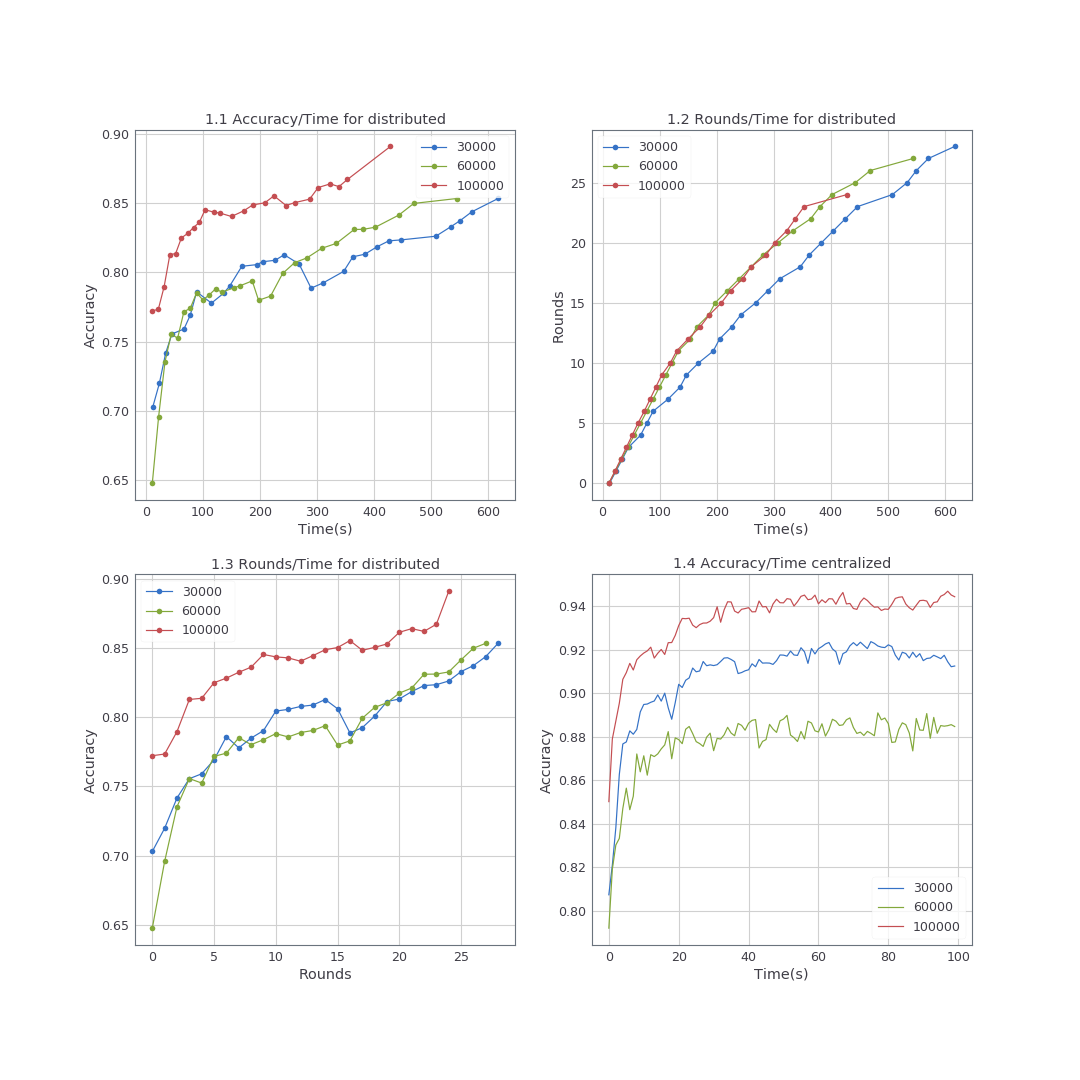 1.1 Accuracy/Time for distributed
0.90
0.85
0.80
0.75
0.70
0.65
Accuracy
30000
60000
100000
0 100 200 300 400 500 600
Time(s)
1.2 Rounds/Time for distributed
25
20
15
10
5
0
Rounds
30000
60000
100000
0 100 200 300 400 500 600
Time(s)
1.3 Rounds/Time for distributed
0.90
0.85
0.80
0.75
0.70
0.65
Accuracy
30000
60000
100000
0 5 10 15 20 25
Rounds
1.4 Accuracy/Time centralized
0.94
0.92
0.90
0.88
0.86
0.84
0.82
0.80
Accuracy
30000
60000
100000
0 20 40 60 80 100
Time(s)